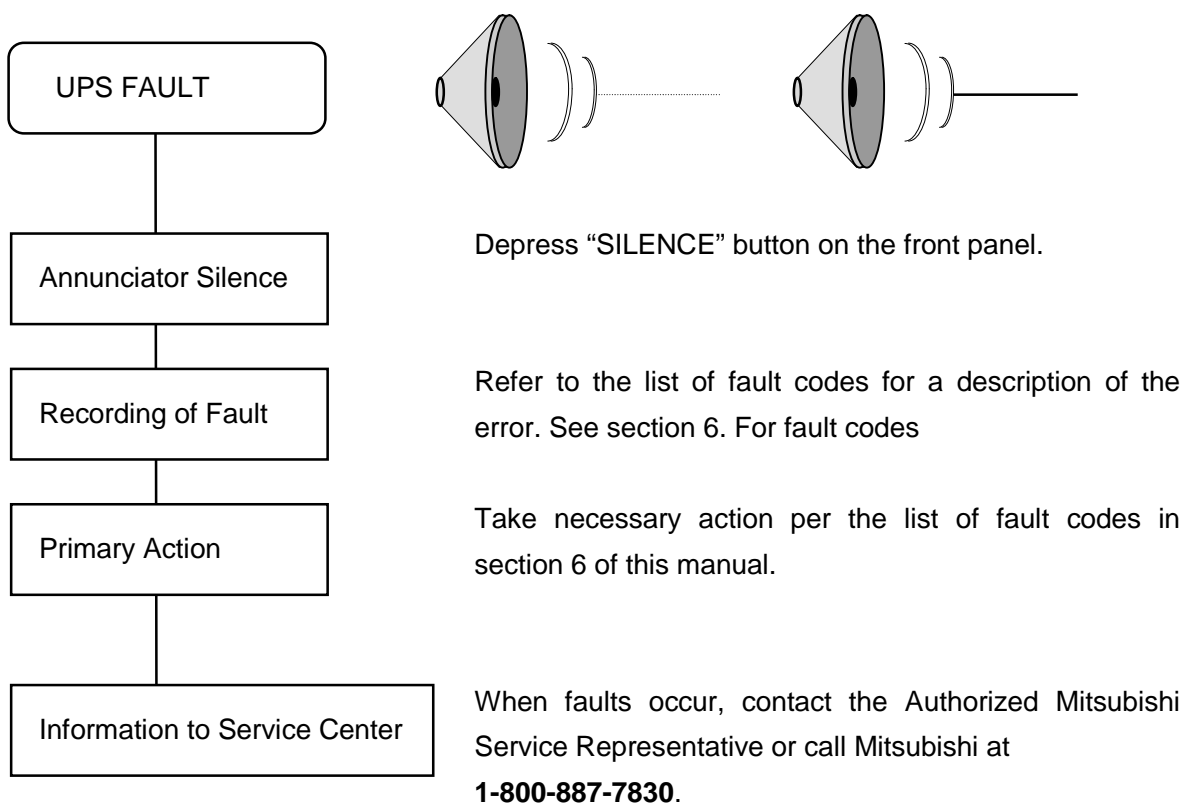 UPS FAULT
Annunciator Silence
Depress “SILENCE” button on the front panel.
Recording of Fault
Refer to the list of fault codes for a description of the
error. See section 6. For fault codes
Primary Action
Take necessary action per the list of fault codes in
section 6 of this manual.
Information to Service Center
When faults occur, contact the Authorized Mitsubishi
Service Representative or call Mitsubishi at
1-800-887-7830.